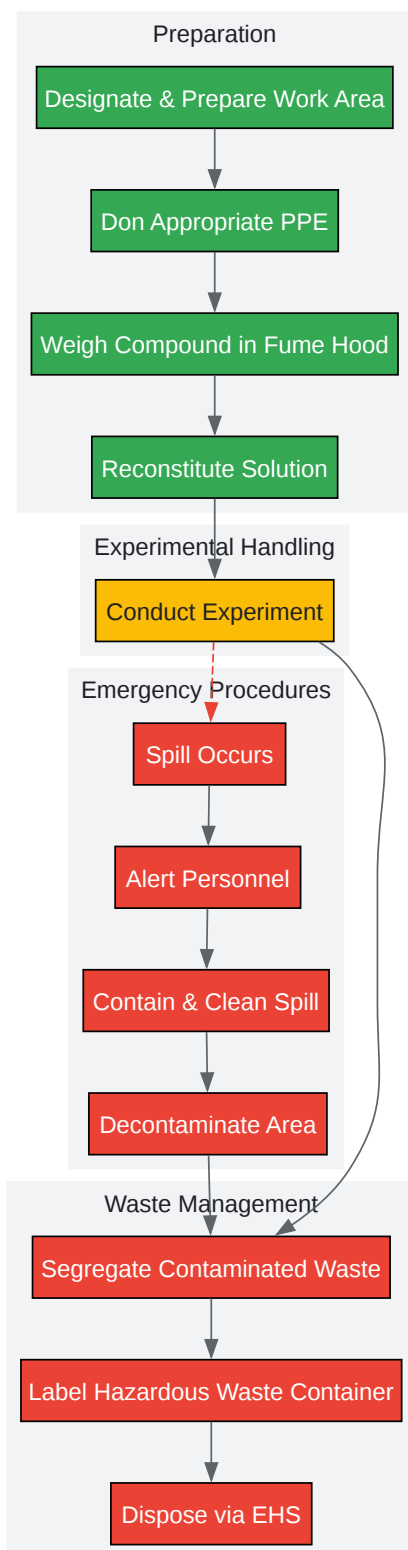 Preparation
Designate & Prepare Work Area
Don Appropriate PPE
Weigh Compound in Fume Hood
Reconstitute Solution
Experimental Handling
Conduct Experiment
Emergency Procedures
Spill Occurs
Alert Personnel
Contain & Clean Spill
Decontaminate Area
Waste Management
Segregate Contaminated Waste
Label Hazardous Waste Container
Dispose via EHS